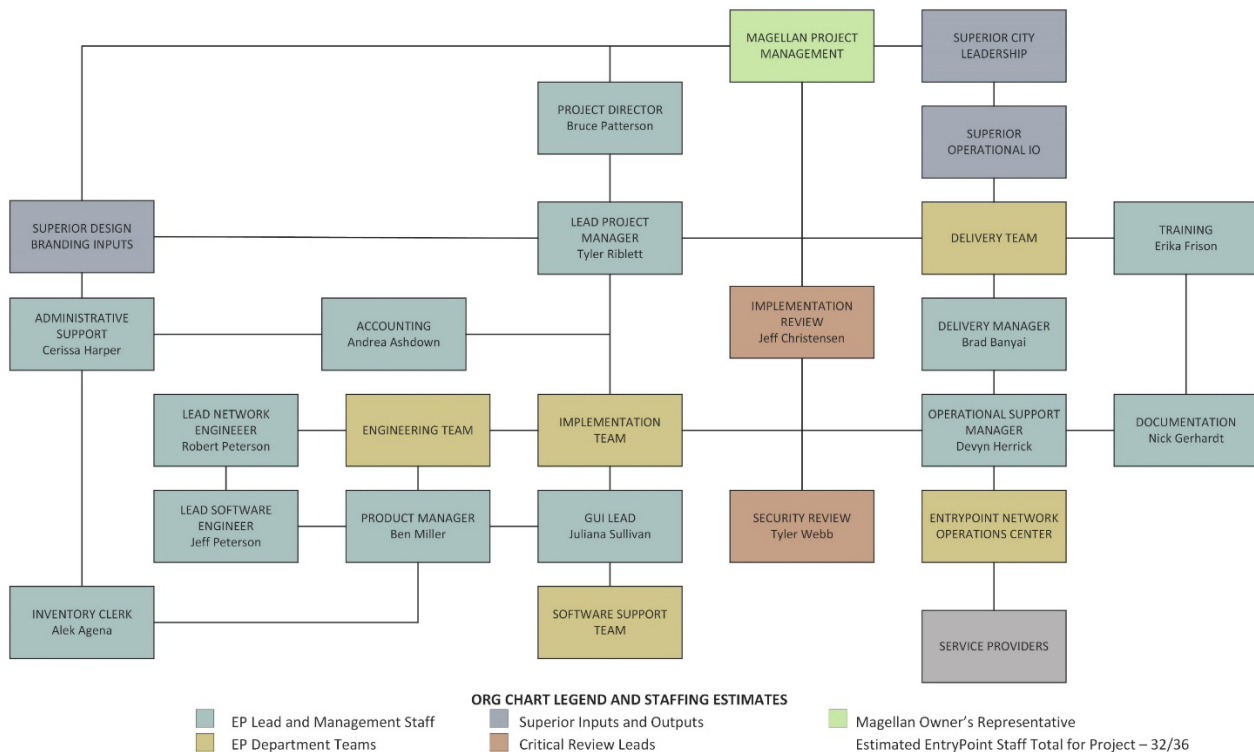 MAGELLAN PROJECT
MANAGEMENT
SUPERIOR CITY
LEADERSHIP
PROJECT DIRECTOR
Bruce Patterson
SUPERIOR
OPERATIONAL IO
SUPERIOR DESIGN
BRANDING INPUTS
LEAD PROJECT
MANAGER
Tyler Riblett
DELIVERY TEAM
TRAINING
Erika Frison
ADMINISTRATIVE
SUPPORT
Cerissa Harper
ACCOUNTING
Andrea Ashdown
IMPLEMENTATION
REVIEW
Jeff Christensen
DELIVERY MANAGER
Brad Banyai
LEAD NETWORK
ENGINEEER
Robert Peterson
ENGINEERING TEAM
IMPLEMENTATION
TEAM
OPERATIONAL SUPPORT
MANAGER
Devyn Herrick
DOCUMENTATION
Nick Gerhardt
LEAD SOFTWARE
ENGINEER
Jeff Peterson
PRODUCT MANAGER
Ben Miller
GUI LEAD
Juliana Sullivan
SECURITY REVIEW
Tyler Webb
ENTRYPOINT NETWORK
OPERATIONS CENTER
INVENTORY CLERK
Alek Agena
SOFTWARE SUPPORT
TEAM
SERVICE PROVIDERS
ORG CHART LEGEND AND STAFFING ESTIMATES
EP Lead and Management Staff
Superior Inputs and Outputs
Magellan Owner's Representative
EP Department Teams
Critical Review Leads
Estimated EntryPoint Staff Total for Project – 32/36